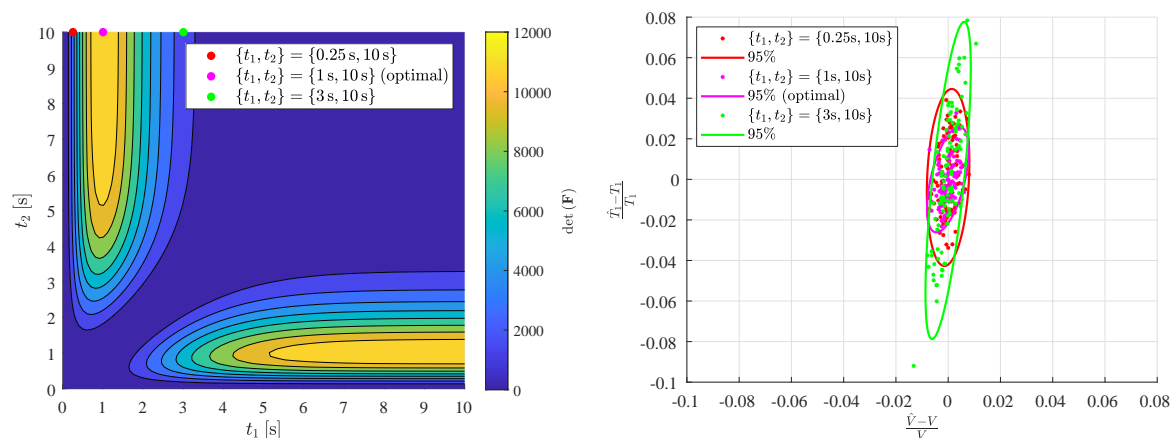 10
9
8
7
6
5
4
3
2
1
0
t₂ [s]
0 1 2 3 4 5 6 7 8 9 10
t₁ [s]
{t₁, t₂} = {0.25 s, 10 s}
{t₁, t₂} = {1 s, 10 s} (optimal)
{t₁, t₂} = {3 s, 10 s}
12000
10000
8000
6000
4000
2000
0
det (F)
0.08
0.06
0.04
0.02
0
-0.02
-0.04
-0.06
-0.08
-0.1
(T̂₁−T₁)/T₁
{t₁, t₂} = {0.25s, 10s}
95%
{t₁, t₂} = {1s, 10s}
95% (optimal)
{t₁, t₂} = {3s, 10s}
95%
-0.1 -0.08 -0.06 -0.04 -0.02 0 0.02 0.04 0.06 0.08
(V̂−V)/V